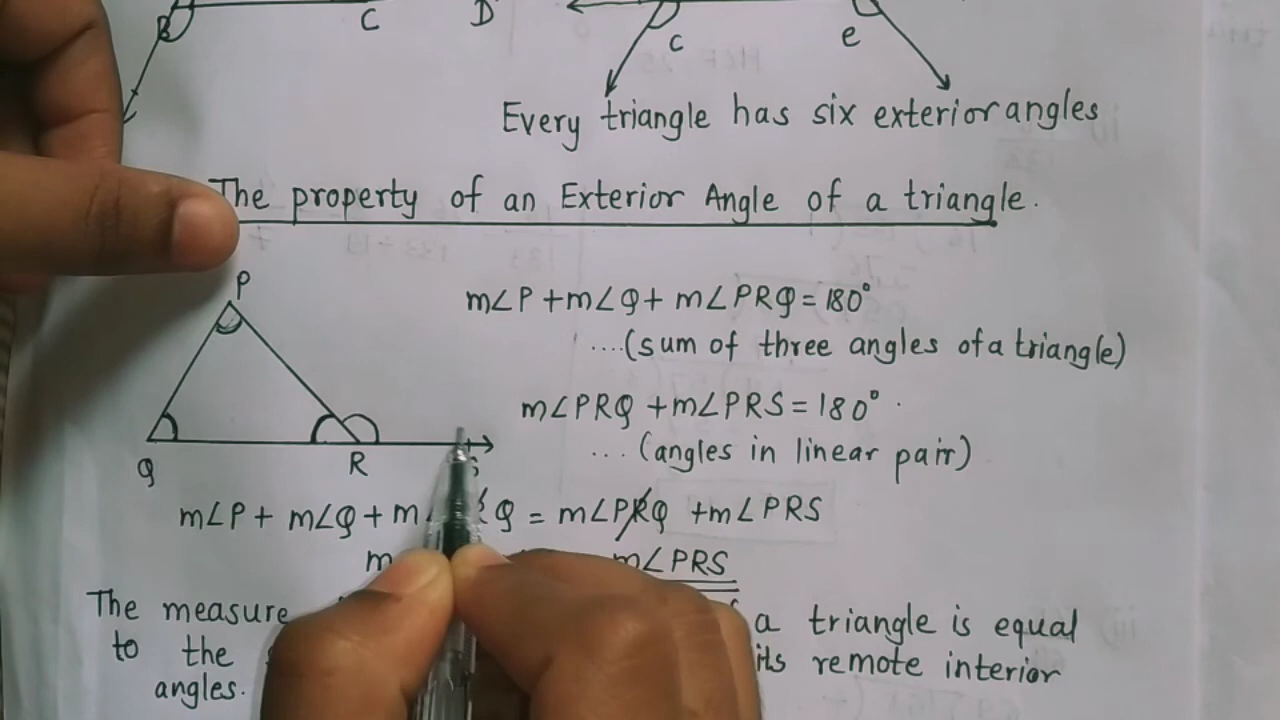 B C D
c e
Every triangle has six exterior angles
The property of an Exterior Angle of a triangle.
P
m∠P + m∠Q + m∠PRQ = 180°
....(sum of three angles of a triangle)
m∠PRQ + m∠PRS = 180°
... (angles in linear pair)
Q R
m∠P + m∠Q + m Q = m∠PRQ + m∠PRS
m m∠PRS
The measure a triangle is equal
to the its remote interior
angles.